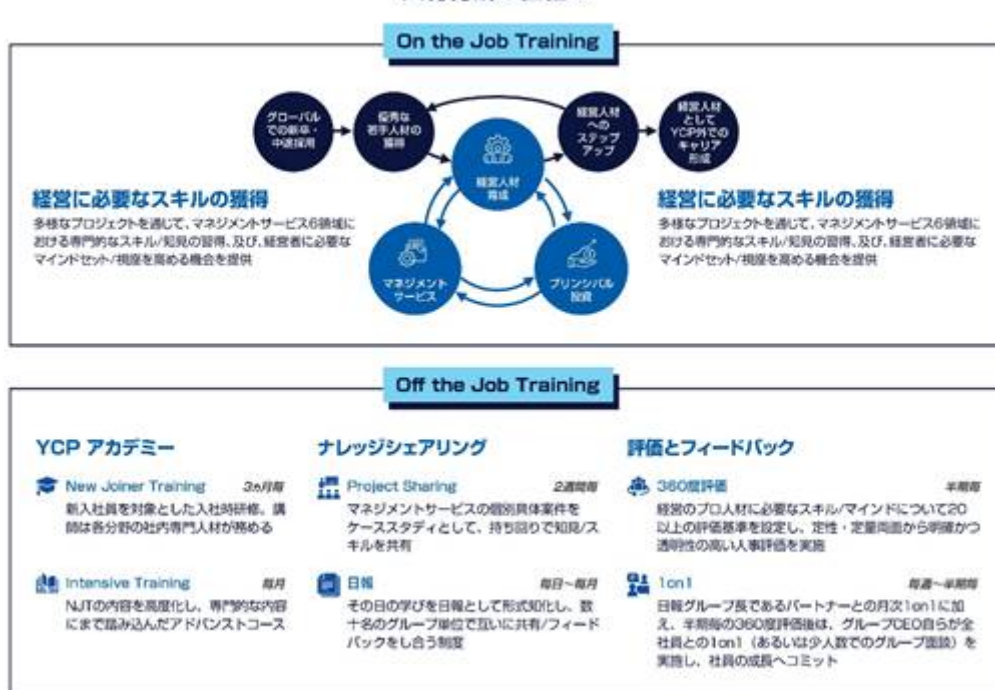 On the Job Training
グローバル
での新卒・
中途採用
優秀な
若手人材の
獲得
経営人材
への
ステップ
アップ
経営人材
として
YCP外での
キャリア
形成
経営人材
育成
経営に必要なスキルの獲得
多様なプロジェクトを通じて、マネジメントサービス6領域に
おける専門的なスキル/知見の習得、及び、経営者に必要な
マインドセット/視座を高める機会を提供
マネジメント
サービス
プリンシパル
投資
経営に必要なスキルの獲得
多様なプロジェクトを通じて、マネジメントサービス6領域に
おける専門的なスキル/知見の習得、及び、経営者に必要な
マインドセット/視座を高める機会を提供
Off the Job Training
YCP アカデミー
New Joiner Training 3ヵ月毎
新入社員を対象とした入社時研修。講
師は各分野の社内専門人材が務める
Intensive Training 毎月
NJTの内容を高度化し、専門的な内容
にまで踏み込んだアドバンストコース
ナレッジシェアリング
Project Sharing 2週間毎
マネジメントサービスの個別具体案件を
ケーススタディとして、持ち回りで知見/ス
キルを共有
日報 毎日～毎月
その日の学びを日報として形式知化し、数
十名のグループ単位で互いに共有/フィード
バックをし合う制度
評価とフィードバック
360度評価 半期毎
経営のプロ人材に必要なスキル/マインドについて20
以上の評価基準を設定し、定性・定量両面から明確かつ
透明性の高い人事評価を実施
1on1 毎週～半期毎
日報グループ長であるパートナーとの月次1on1に加
え、半期毎の360度評価後は、グループCEO自らが全
社員との1on1（あるいは少人数でのグループ面談）を
実施し、社員の成長へコミット